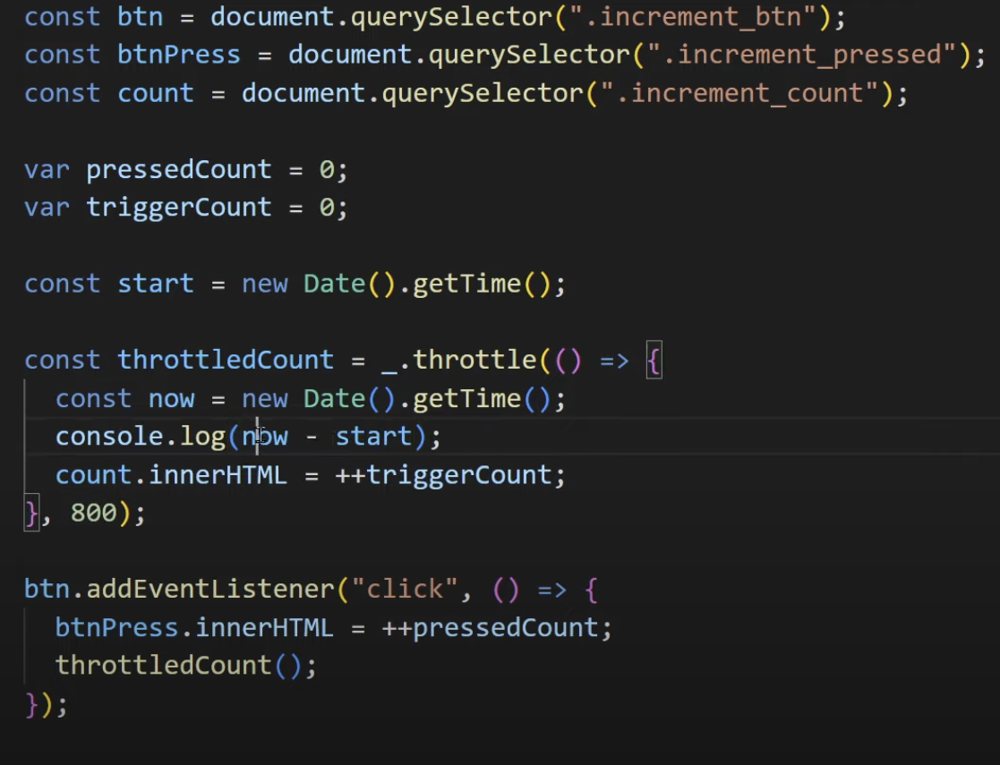 const btn = document.querySelector(".increment_btn");
const btnPress = document.querySelector(".increment_pressed");
const count = document.querySelector(".increment_count");
var pressedCount = 0;
var triggerCount = 0;
const start = new Date().getTime();
const throttledCount = _.throttle(() => {
const now = new Date().getTime();
console.log(now - start);
count.innerHTML = ++triggerCount;
}, 800);
btn.addEventListener("click", () => {
btnPress.innerHTML = ++pressedCount;
throttledCount();
});